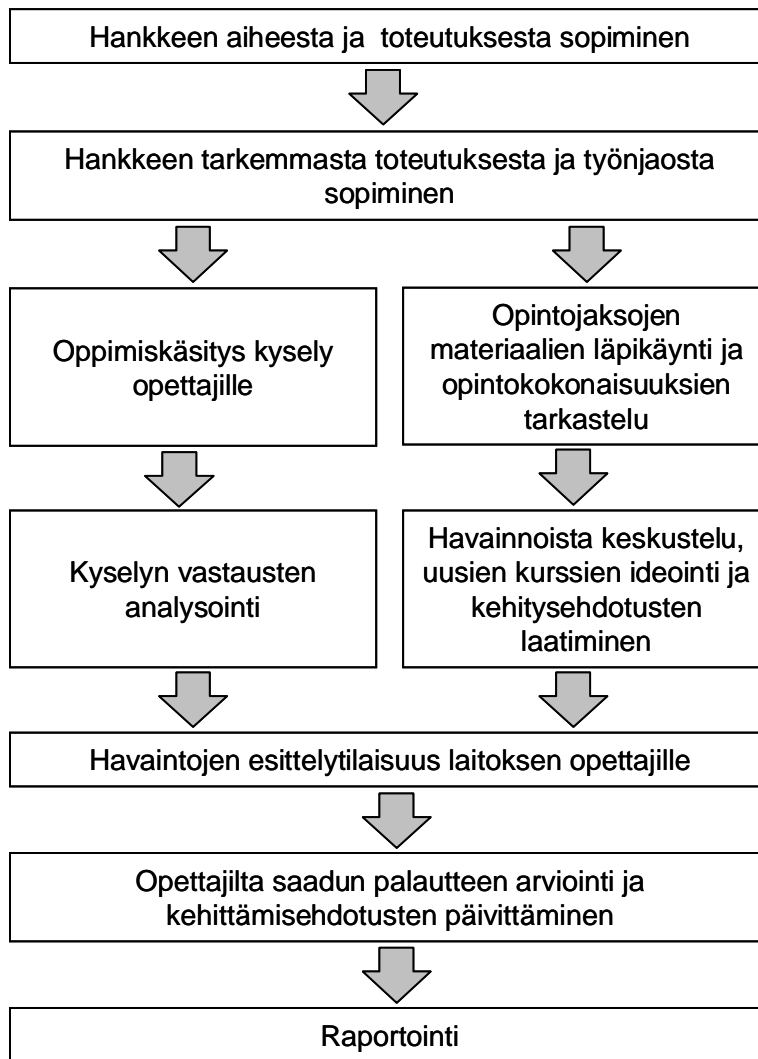 Hankkeen aiheesta ja toteutuksesta sopiminen
Hankkeen tarkemmasta toteutuksesta ja työnjaosta
sopiminen
Oppimiskäsitys kysely
opettajille
Opintojaksojen
materiaalien läpikäynti ja
opintokokonaisuuksien
tarkastelu
Kyselyn vastausten
analysointi
Havainnoista keskustelu,
uusien kurssien ideointi ja
kehitysehdotusten
laatiminen
Havaintojen esittelytilaisuus laitoksen opettajille
Opettajilta saadun palautteen arviointi ja
kehittämisehdotusten päivittäminen
Raportointi